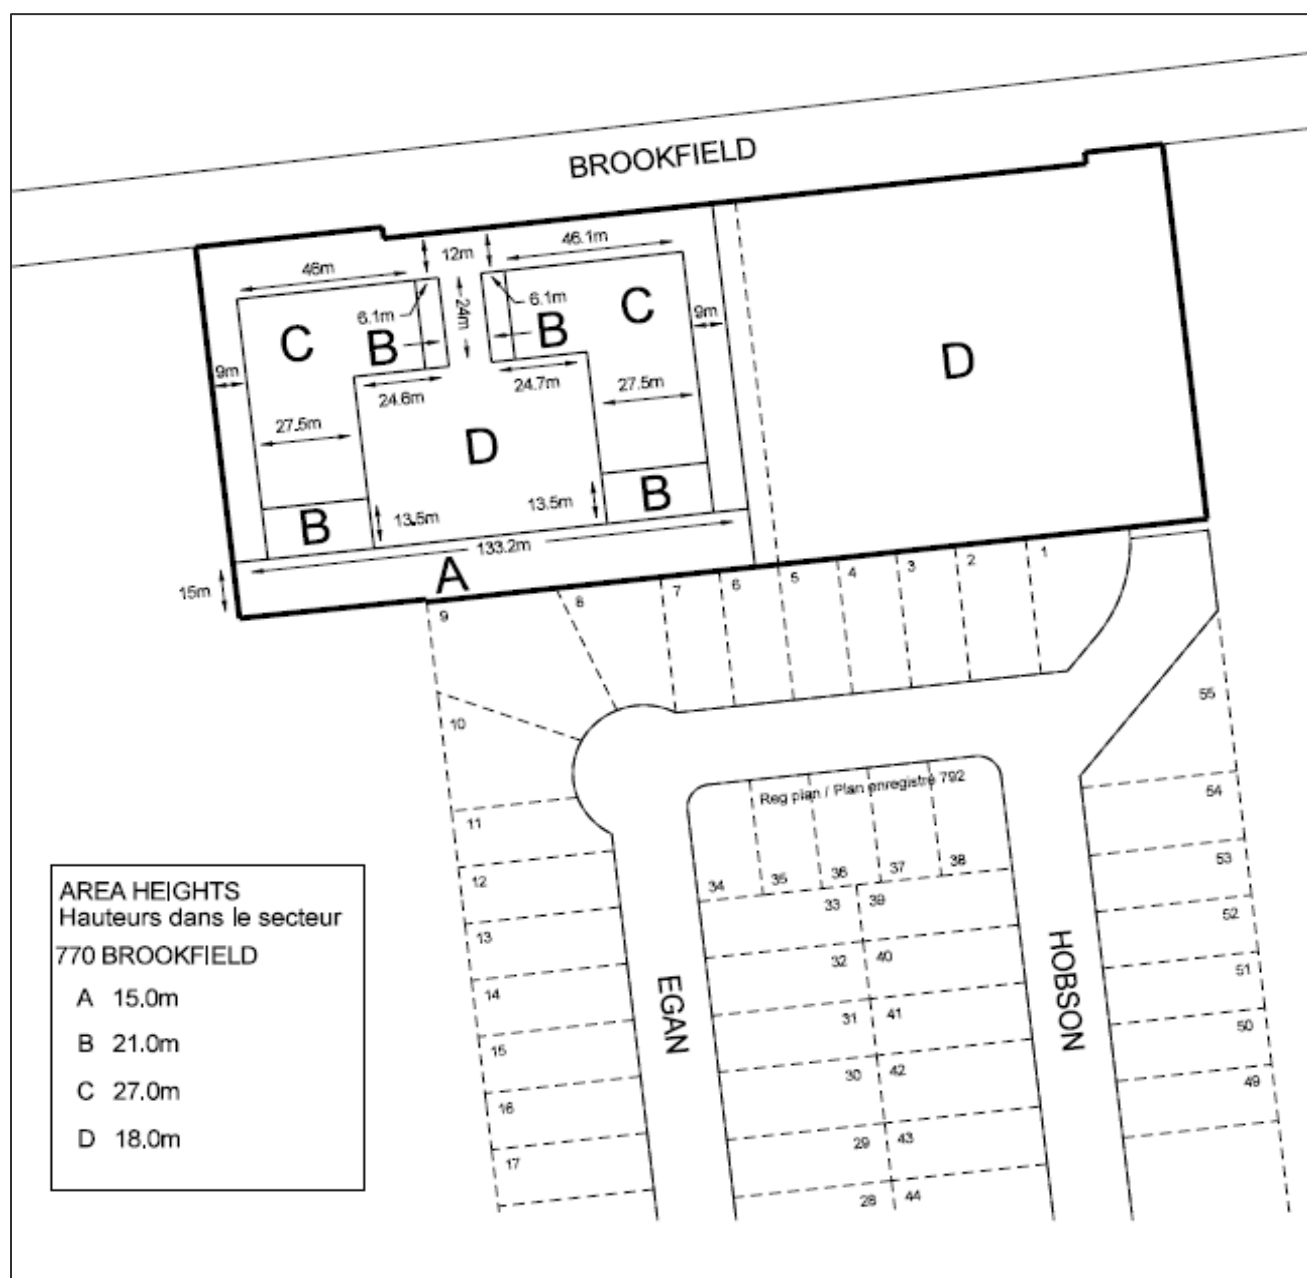 BROOKFIELD
46m
12m
46.1m
6.1m
24m
6.1m
C
B
B
C
9m
9m
D
24.6m
24.7m
27.5m
27.5m
D
B
B
13.5m
13.5m
133.2m
A
15m
9
8
7
6
5
4
3
2
1
10
11
12
13
14
15
16
17
55
54
53
52
51
50
49
Reg plan / Plan enregistré 792
34
35
36
37
38
33
39
32
40
31
41
30
42
29
43
28
44
EGAN
HOBSON
AREA HEIGHTS
Hauteurs dans le secteur
770 BROOKFIELD
A 15.0m
B 21.0m
C 27.0m
D 18.0m